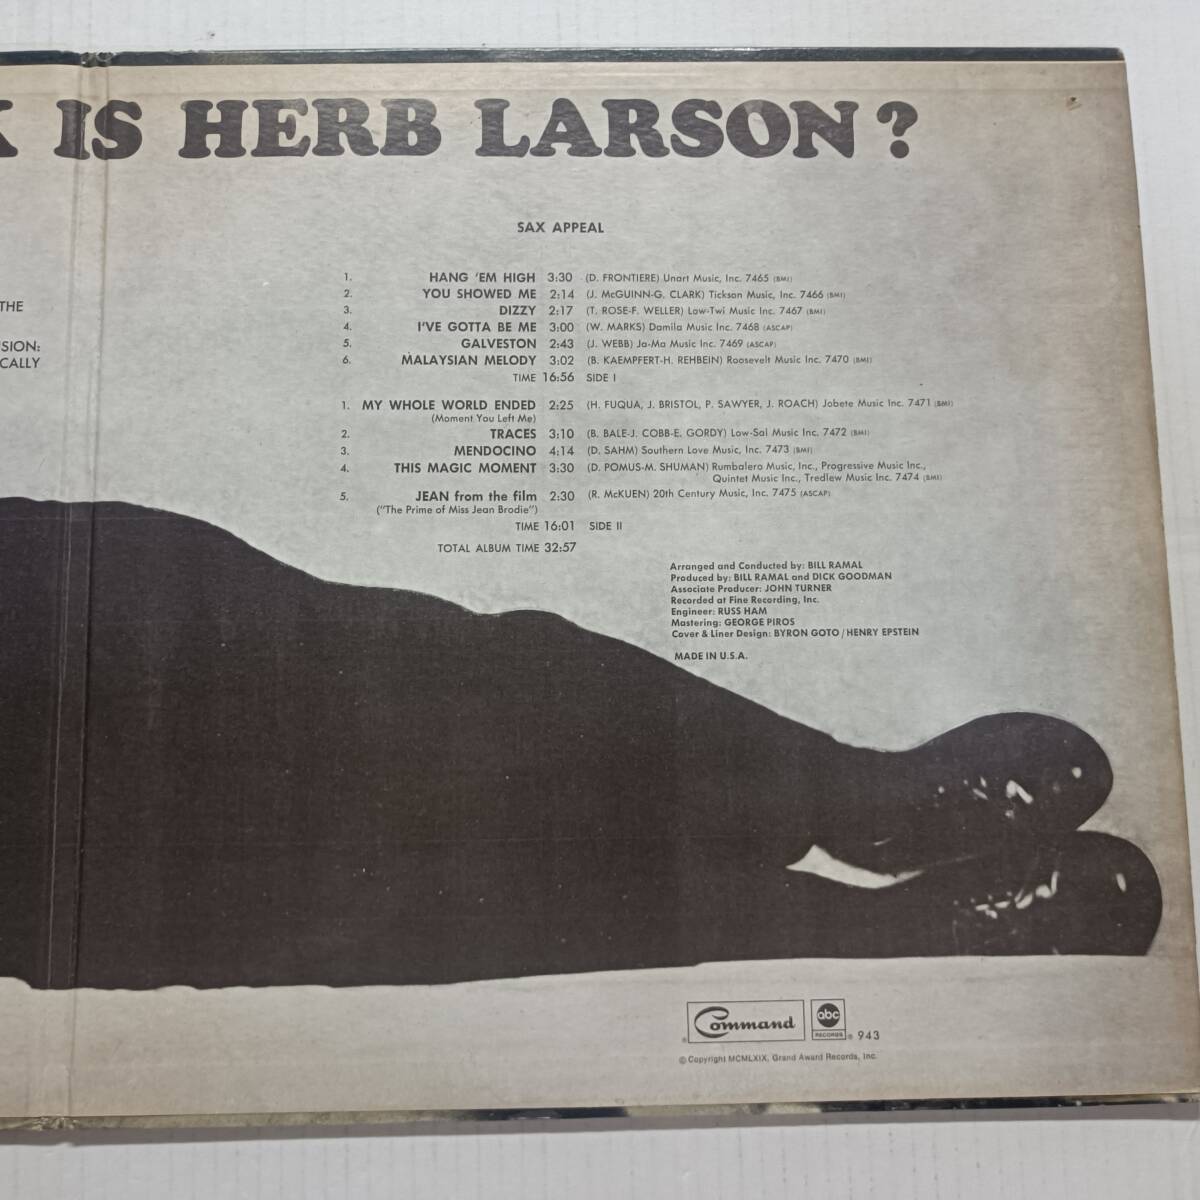 IS HERB LARSON?
THE
SION:
CALLY
SAX APPEAL
1. HANG 'EM HIGH 3:30 (D. FRONTIERE) Unart Music, Inc. 7465 (BMI)
2. YOU SHOWED ME 2:14 (J. McGUINN-G. CLARK) Tickson Music, Inc. 7466 (BMI)
3. DIZZY 2:17 (T. ROSE-F. WELLER) Low-Twi Music Inc. 7467 (BMI)
4. I'VE GOTTA BE ME 3:00 (W. MARKS) Damila Music Inc. 7468 (ASCAP)
5. GALVESTON 2:43 (J. WEBB) Ja-Ma Music Inc. 7469 (ASCAP)
6. MALAYSIAN MELODY 3:02 (B. KAEMPFERT-H. REHBEIN) Roosevelt Music Inc. 7470 (BMI)
TIME 16:56 SIDE I
1. MY WHOLE WORLD ENDED 2:25 (H. FUQUA, J. BRISTOL, P. SAWYER, J. ROACH) Jobete Music Inc. 7471 (BMI)
(Moment You Left Me)
2. TRACES 3:10 (B. BALE-J. COBB-E. GORDY) Low-Sal Music Inc. 7472 (BMI)
3. MENDOCINO 4:14 (D. SAHM) Southern Love Music, Inc. 7473 (BMI)
4. THIS MAGIC MOMENT 3:30 (D. POMUS-M. SHUMAN) Rumbalero Music, Inc., Progressive Music Inc.,
Quintet Music Inc., Tredlew Music Inc. 7474 (BMI)
5. JEAN from the film 2:30 (R. McKUEN) 20th Century Music, Inc. 7475 (ASCAP)
("The Prime of Miss Jean Brodie")
TIME 16:01 SIDE II
TOTAL ALBUM TIME 32:57
Arranged and Conducted by: BILL RAMAL
Produced by: BILL RAMAL and DICK GOODMAN
Associate Producer: JOHN TURNER
Recorded at Fine Recording, Inc.
Engineer: RUSS HAM
Mastering: GEORGE PIROS
Cover & Liner Design: BYRON GOTO / HENRY EPSTEIN
MADE IN U.S.A.
Command
abc
RECORDS
® 943
© Copyright MCMLXIX, Grand Award Records, Inc.